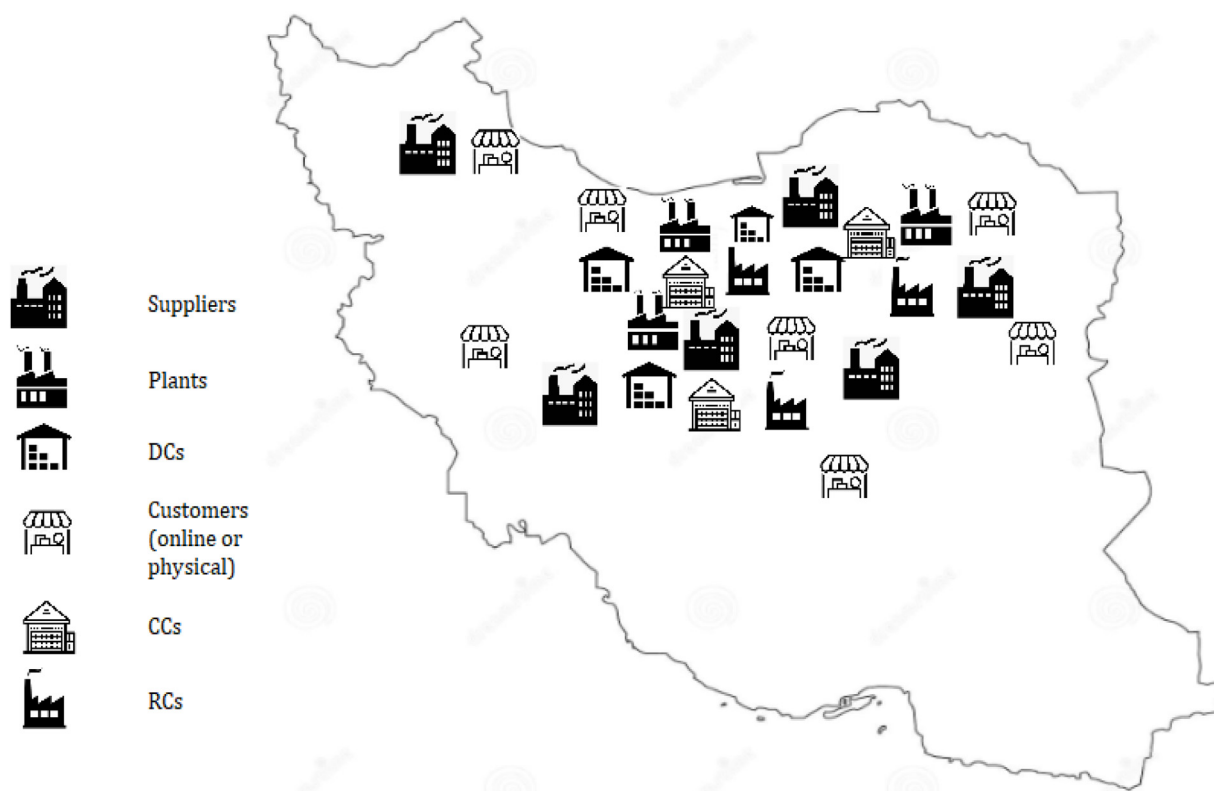 Suppliers
Plants
DCs
Customers
(online or
physical)
CCs
RCs